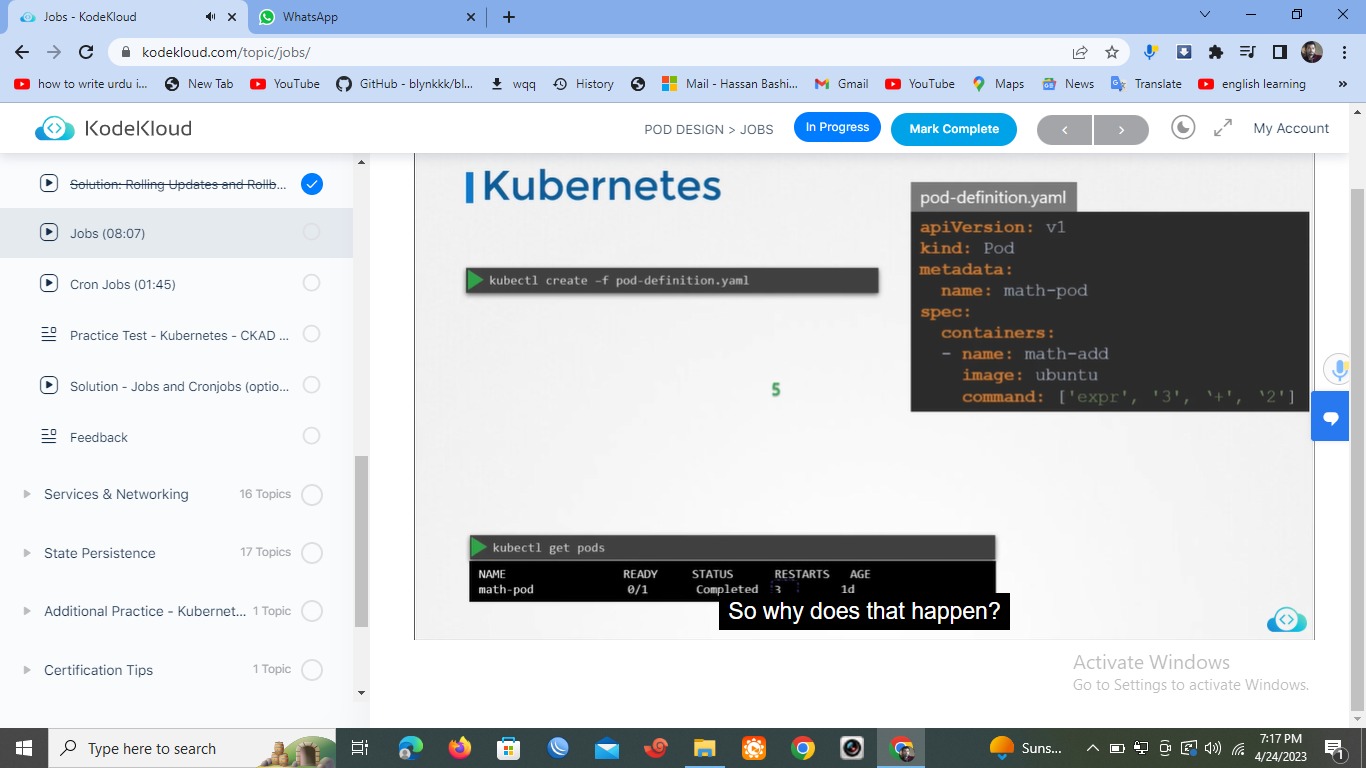 Jobs - KodeKloud
WhatsApp
kodekloud.com/topic/jobs/
how to write urdu i...
New Tab
YouTube
GitHub - blynkkk/bl...
wqq
History
Mail - Hassan Bashi...
Gmail
YouTube
Maps
News
Translate
english learning
»
KodeKloud
POD DESIGN > JOBS
In Progress
Mark Complete
My Account
Solution: Rolling Updates and Rollb...
Jobs (08:07)
Cron Jobs (01:45)
Practice Test - Kubernetes - CKAD ...
Solution - Jobs and Cronjobs (optio...
Feedback
Services & Networking 16 Topics
State Persistence 17 Topics
Additional Practice - Kubernet... 1 Topic
Certification Tips 1 Topic
Kubernetes
kubectl create -f pod-definition.yaml
5
pod-definition.yaml
apiVersion: v1
kind: Pod
metadata:
  name: math-pod
spec:
  containers:
  - name: math-add
    image: ubuntu
    command: ['expr', '3', ‘+’, ‘2’]
kubectl get pods
NAME READY STATUS RESTARTS AGE
math-pod 0/1 Completed 3 1d
So why does that happen?
Activate Windows
Go to Settings to activate Windows.
Type here to search
Suns...
7:17 PM
4/24/2023
1